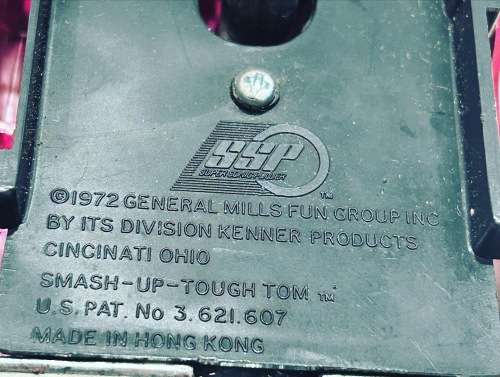 SSP
SUPER SONIC POWER
TM
©1972 GENERAL MILLS FUN GROUP INC
BY ITS DIVISION KENNER PRODUCTS
CINCINATI OHIO
SMASH-UP-TOUGH TOM TM
U.S. PAT. No 3.621.607
MADE IN HONG KONG